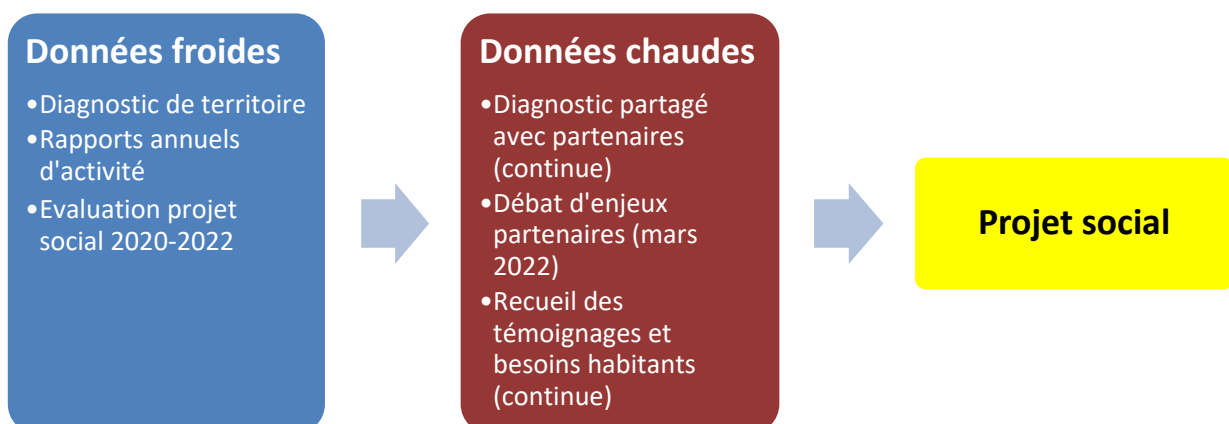 Données froides
•Diagnostic de territoire
•Rapports annuels
d'activité
•Evaluation projet
social 2020-2022
Données chaudes
•Diagnostic partagé
avec partenaires
(continue)
•Débat d'enjeux
partenaires (mars
2022)
•Recueil des
témoignages et
besoins habitants
(continue)
Projet social